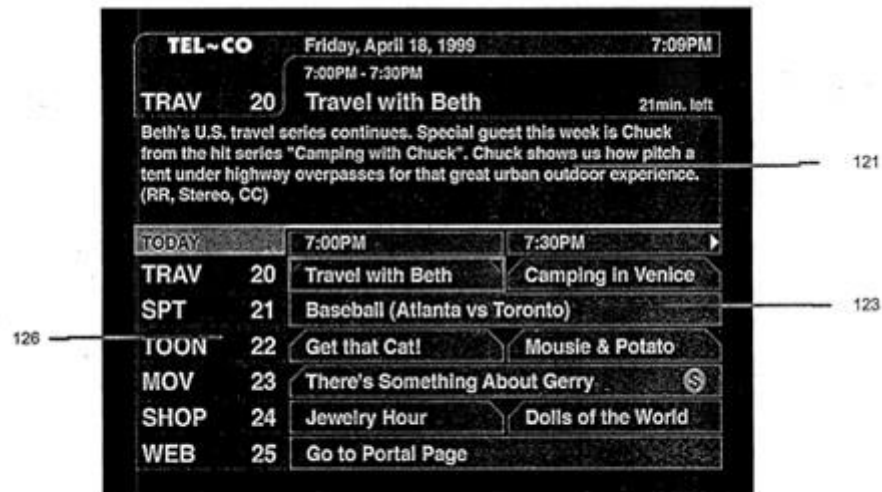 TEL~CO Friday, April 18, 1999 7:09PM
7:00PM - 7:30PM
TRAV 20 Travel with Beth 21min. left
Beth's U.S. travel series continues. Special guest this week is Chuck
from the hit series "Camping with Chuck". Chuck shows us how pitch a
tent under highway overpasses for that great urban outdoor experience.
(RR, Stereo, CC)
121
TODAY 7:00PM 7:30PM
TRAV 20 Travel with Beth Camping in Venice
SPT 21 Baseball (Atlanta vs Toronto)
123
126
TOON 22 Get that Cat! Mousie & Potato
MOV 23 There's Something About Gerry S
SHOP 24 Jewelry Hour Dolls of the World
WEB 25 Go to Portal Page